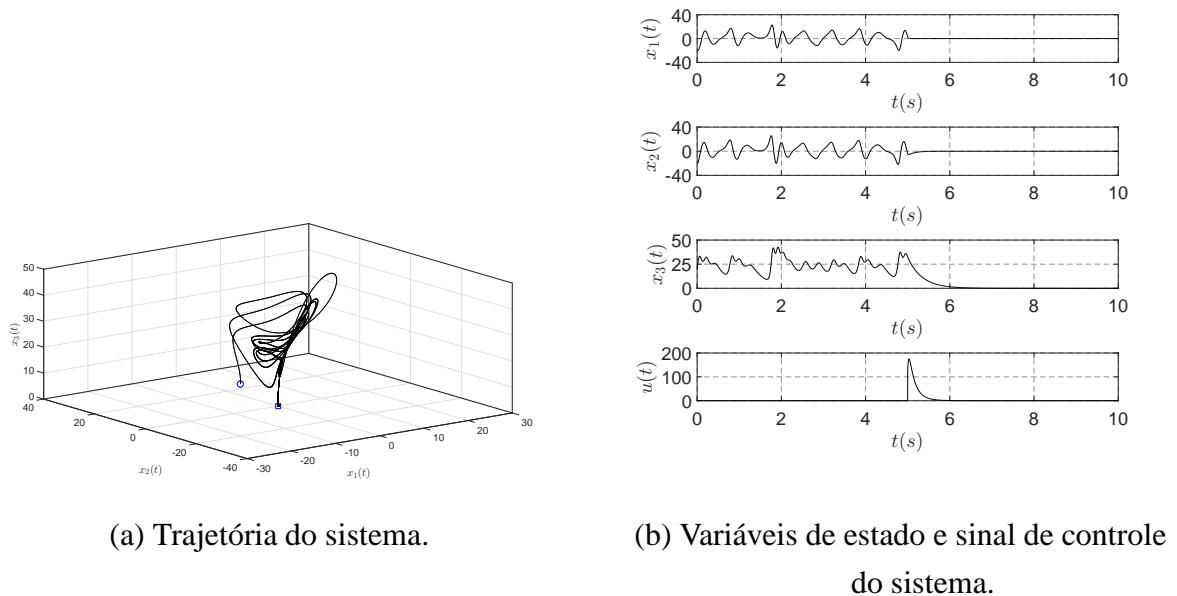 50
40
30
20
10
0
x₃(t)
40
20
0
-20
-40
x₂(t)
-30
-20
-10
0
10
20
30
x₁(t)
(a) Trajetória do sistema.
40
0
-40
x₁(t)
0 2 4 6 8 10
t(s)
40
0
-40
x₂(t)
0 2 4 6 8 10
t(s)
50
25
0
x₃(t)
0 2 4 6 8 10
t(s)
200
100
0
u(t)
0 2 4 6 8 10
t(s)
(b) Variáveis de estado e sinal de controle
do sistema.